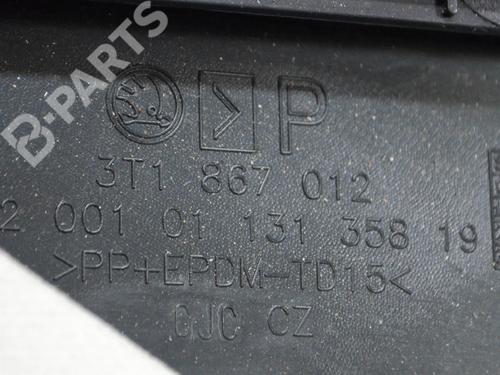 B-PARTS
P
3T1 867 012
2 001 01 131 358 19
>PP+EPDM-TD15<
CJC CZ